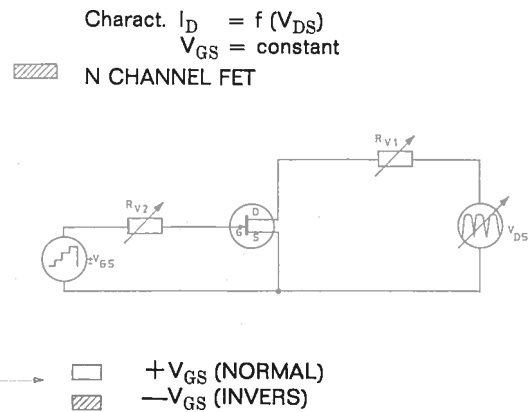 Charact. I_D = f (V_DS)
V_GS = constant
N CHANNEL FET
R_V1
R_V2
D
G
S
±V_GS
V_DS
+V_GS (NORMAL)
—V_GS (INVERS)